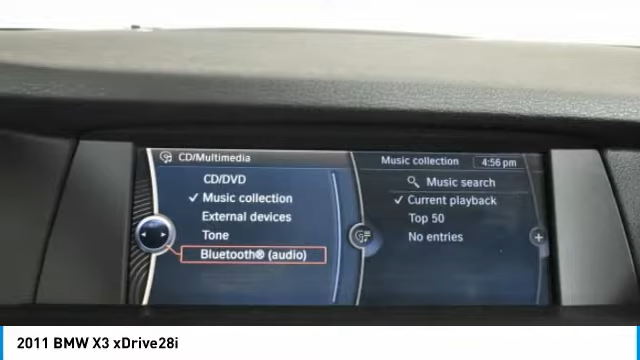 CD/Multimedia
CD/DVD
Music collection
External devices
Tone
Bluetooth® (audio)
Music collection 4:56 pm
Music search
Current playback
Top 50
No entries
2011 BMW X3 xDrive28i